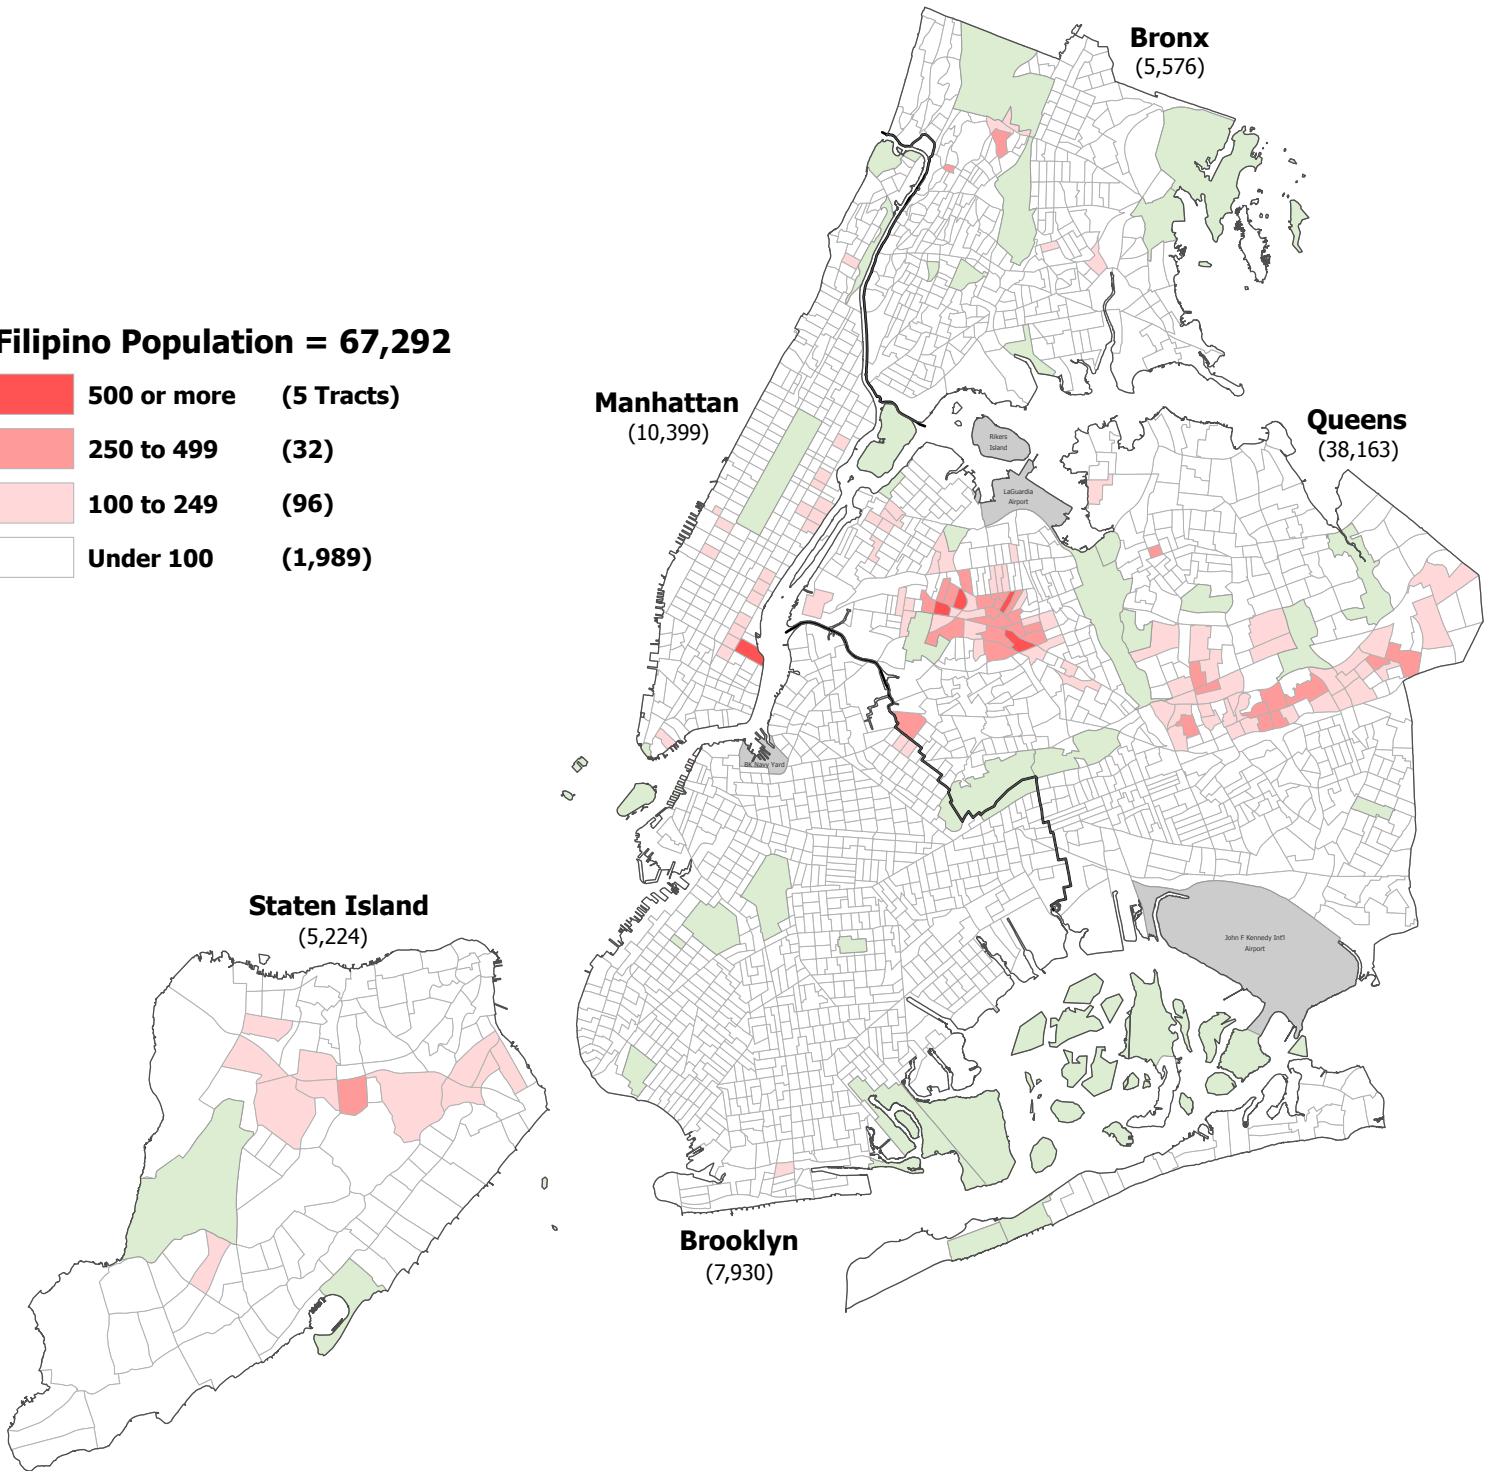 Bronx
(5,576)
Filipino Population = 67,292
500 or more (5 Tracts)
250 to 499 (32)
100 to 249 (96)
Under 100 (1,989)
Manhattan
(10,399)
Queens
(38,163)
Rikers
Island
LaGuardia
Airport
BK Navy Yard
Staten Island
(5,224)
John F Kennedy Int'l
Airport
Brooklyn
(7,930)